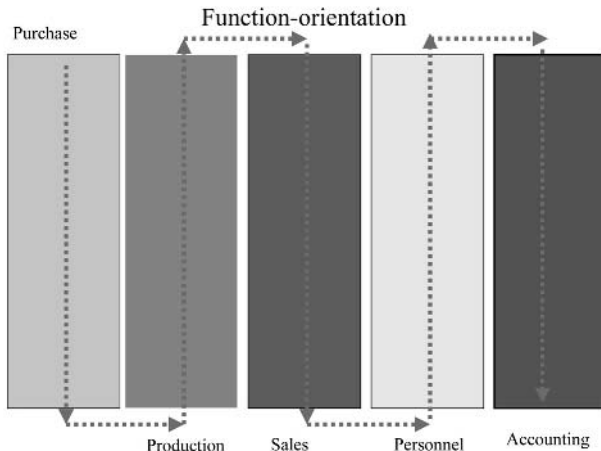 Function-orientation
Purchase
Production
Sales
Personnel
Accounting